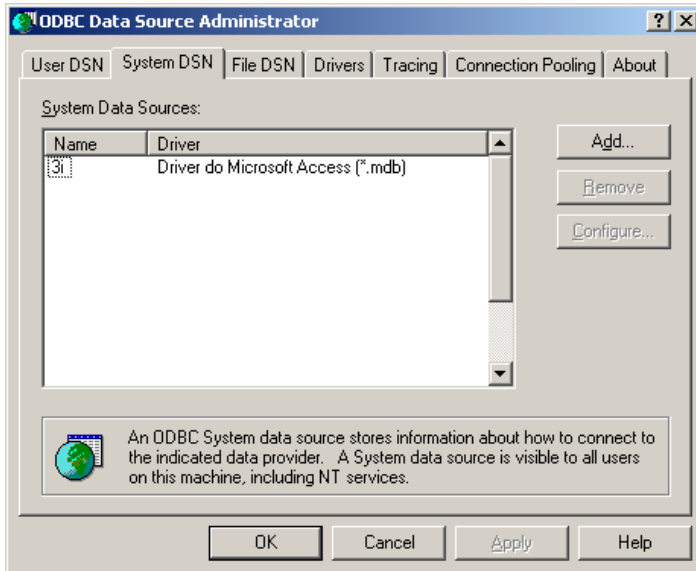 ODBC Data Source Administrator
User DSN System DSN File DSN Drivers Tracing Connection Pooling About
System Data Sources:
Name Driver
3i Driver do Microsoft Access (*.mdb)
Add...
Remove
Configure...
An ODBC System data source stores information about how to connect to
the indicated data provider. A System data source is visible to all users
on this machine, including NT services.
OK Cancel Apply Help